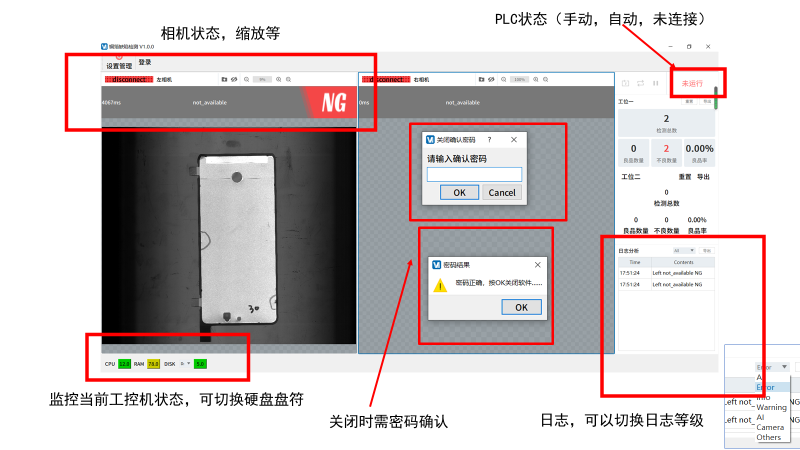 PLC状态（手动，自动，未连接）
相机状态，缩放等
钢箔缺陷检测 V1.0.0
设置管理 登录
disconnect 左相机 0%
disconnect 右相机 100%
未运行
4067ms not_available NG
0ms not_available
工位一 重置 导出
2
检测总数
0 2 0.00%
良品数量 不良数量 良品率
工位二 重置 导出
0
检测总数
0 0 0.00%
良品数量 不良数量 良品率
关闭确认密码 ? ×
请输入确认密码
OK Cancel
密码结果 ×
密码正确，按OK关闭软件......
OK
日志分析 All 导出
Time Contents
17:51:24 Left not_available NG
17:51:24 Left not_available NG
CPU RAM 78.0 DISK D 5.0
监控当前工控机状态，可切换硬盘盘符
关闭时需密码确认
日志，可以切换日志等级
Error
Error
Info
Left not_ NG
Warning
AI
Left not_ NG
Camera
Others